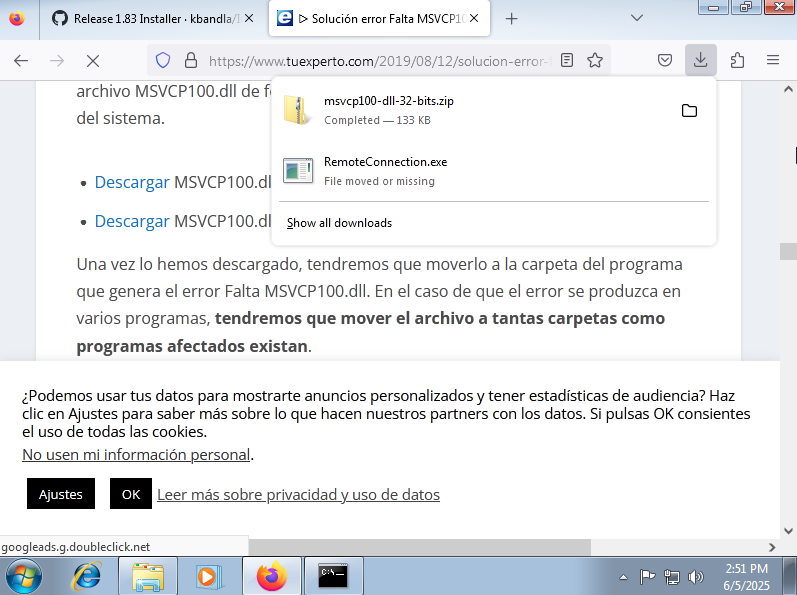 Release 1.83 Installer · kbandla/I
▷ Solución error Falta MSVCP10
https://www.tuexperto.com/2019/08/12/solucion-error-
archivo MSVCP100.dll de fo
del sistema.
Descargar MSVCP100.dll
Descargar MSVCP100.dll
msvcp100-dll-32-bits.zip
Completed — 133 KB
RemoteConnection.exe
File moved or missing
Show all downloads
Una vez lo hemos descargado, tendremos que moverlo a la carpeta del programa
que genera el error Falta MSVCP100.dll. En el caso de que el error se produzca en
varios programas, tendremos que mover el archivo a tantas carpetas como
programas afectados existan.
¿Podemos usar tus datos para mostrarte anuncios personalizados y tener estadísticas de audiencia? Haz
clic en Ajustes para saber más sobre lo que hacen nuestros partners con los datos. Si pulsas OK consientes
el uso de todas las cookies.
No usen mi información personal.
Ajustes
OK
Leer más sobre privacidad y uso de datos
googleads.g.doubleclick.net
C:\
2:51 PM
6/5/2025